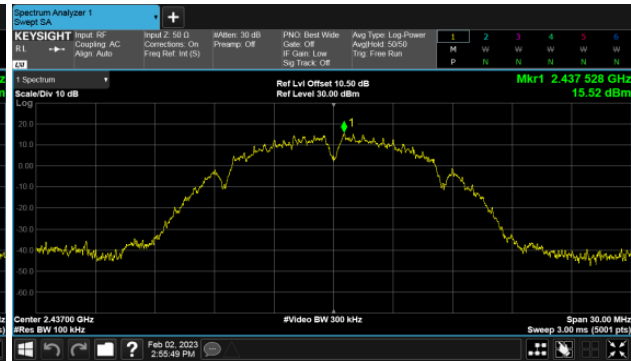 Spectrum Analyzer 1
Swept SA
+
KEYSIGHT Input: RF Input Z: 50 Ω #Atten: 30 dB PNO: Best Wide Avg Type: Log-Power 1 2 3 4 5 6
RL Coupling: AC Corrections: On Preamp: Off Gate: Off Avg|Hold: 50/50 M W W W W W
Align: Auto Freq Ref: Int (S) IF Gain: Low Trig: Free Run
LXI Sig Track: Off P N N N N N
1 Spectrum Ref Lvl Offset 10.50 dB Mkr1 2.437 528 GHz
Scale/Div 10 dB Ref Level 30.00 dBm 15.52 dBm
Log
20.0
1
10.0
0.00
-10.0
-20.0
-30.0
-40.0
-50.0
-60.0
Center 2.43700 GHz #Video BW 300 kHz Span 30.00 MHz
#Res BW 100 kHz Sweep 3.00 ms (5001 pts)
? Feb 02, 2023
2:55:49 PM